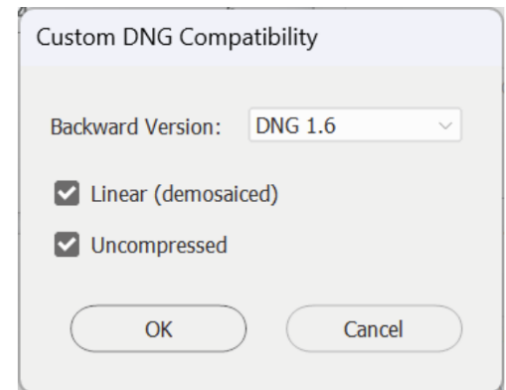 Custom DNG Compatibility
Backward Version: DNG 1.6
Linear (demosaiced)
Uncompressed
OK Cancel